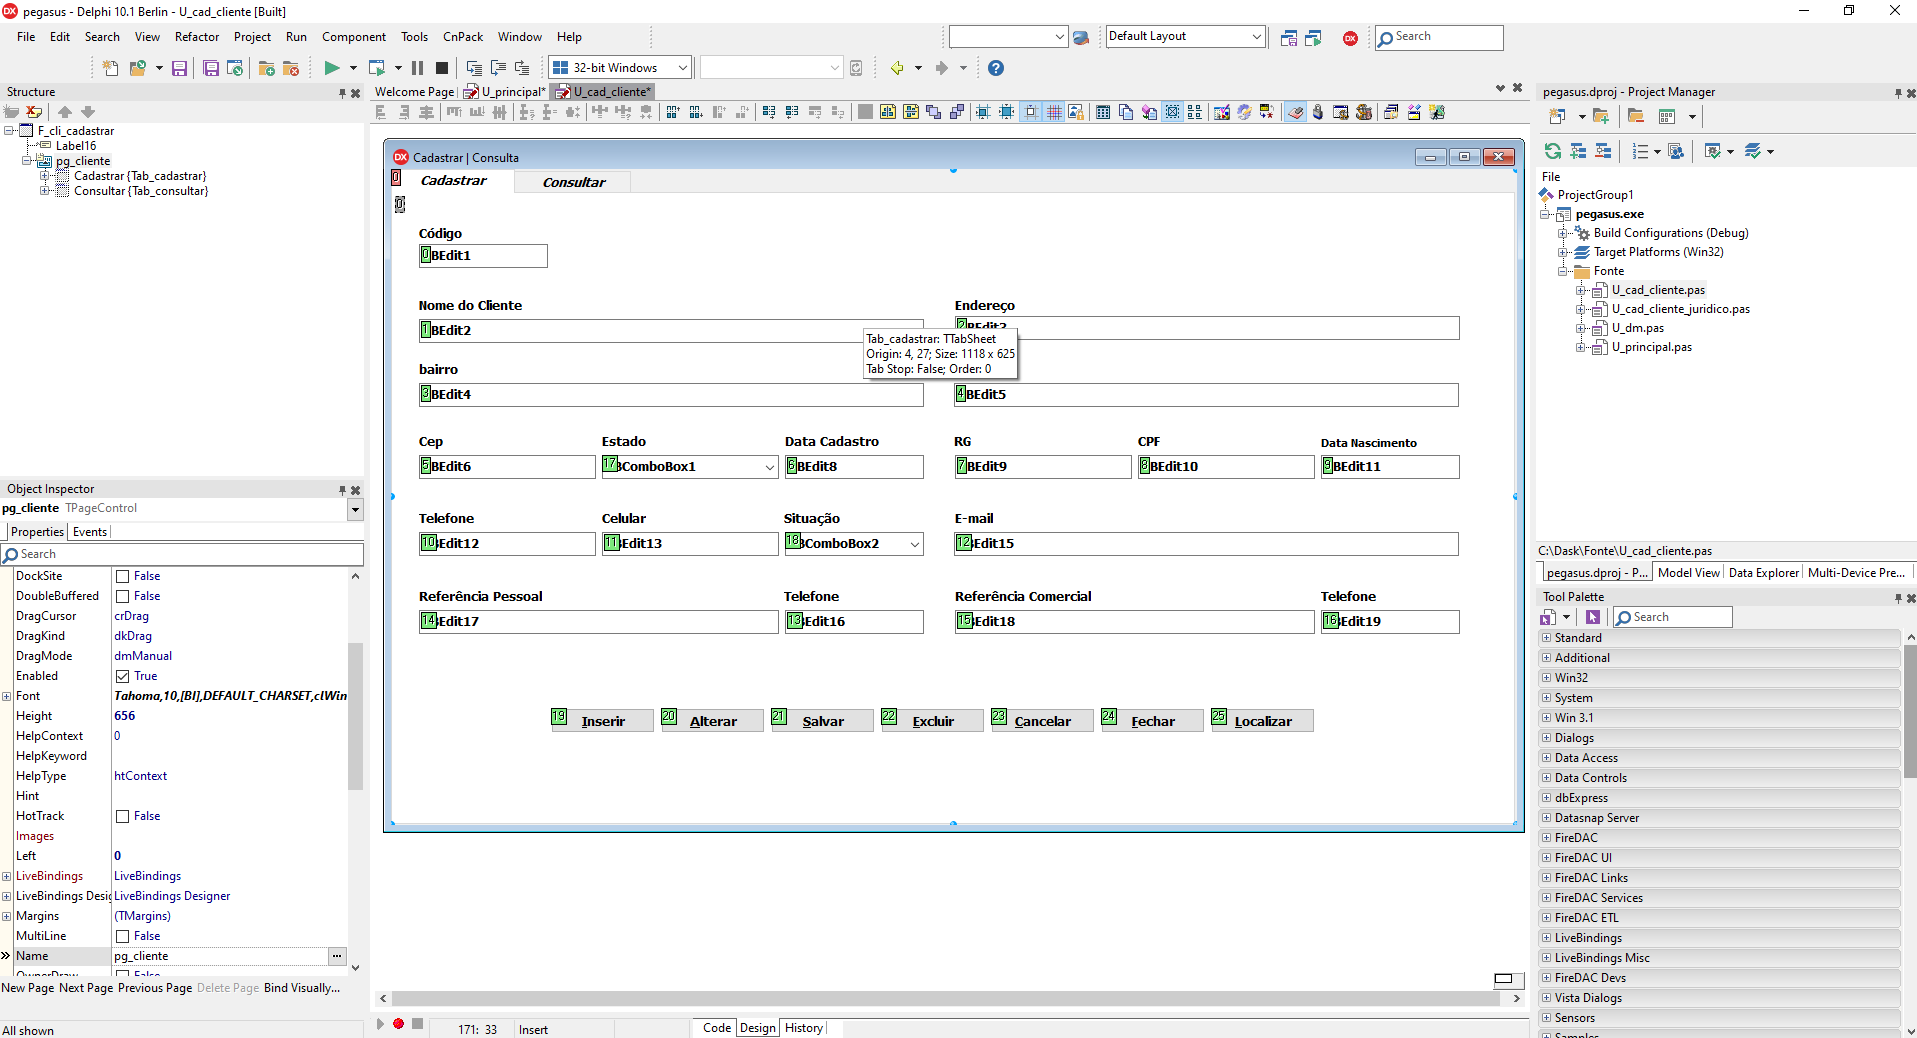 pegasus - Delphi 10.1 Berlin - U_cad_cliente [Built]
File Edit Search View Refactor Project Run Component Tools CnPack Window Help
Default Layout
Search
32-bit Windows
Structure
F_cli_cadastrar
Label16
pg_cliente
Cadastrar {Tab_cadastrar}
Consultar {Tab_consultar}
Object Inspector
pg_cliente TPageControl
Properties Events
Search
DockSite False
DoubleBuffered False
DragCursor crDrag
DragKind dkDrag
DragMode dmManual
Enabled True
Font Tahoma,10,[BI],DEFAULT_CHARSET,clWin
Height 656
HelpContext 0
HelpKeyword
HelpType htContext
Hint
HotTrack False
Images
Left 0
LiveBindings LiveBindings
LiveBindings Desig LiveBindings Designer
Margins (TMargins)
MultiLine False
Name pg_cliente ...
OwnerDraw False
New Page Next Page Previous Page Delete Page Bind Visually...
All shown
Welcome Page U_principal* U_cad_cliente*
Cadastrar | Consulta
0 Cadastrar Consultar
0
Código
0 BEdit1
Nome do Cliente Endereço
1 BEdit2 2 BEdit3
Tab_cadastrar: TTabSheet
Origin: 4, 27; Size: 1118 x 625
Tab Stop: False; Order: 0
bairro
3 BEdit4 4 BEdit5
Cep Estado Data Cadastro RG CPF Data Nascimento
5 BEdit6 17 BComboBox1 6 BEdit8 7 BEdit9 8 BEdit10 9 BEdit11
Telefone Celular Situação E-mail
10 Edit12 11 Edit13 18 BComboBox2 12 Edit15
Referência Pessoal Telefone Referência Comercial Telefone
14 Edit17 13 Edit16 15 Edit18 16 Edit19
19 Inserir 20 Alterar 21 Salvar 22 Excluir 23 Cancelar 24 Fechar 25 Localizar
171: 33 Insert Code Design History
pegasus.dproj - Project Manager
File
ProjectGroup1
pegasus.exe
Build Configurations (Debug)
Target Platforms (Win32)
Fonte
U_cad_cliente.pas
U_cad_cliente_juridico.pas
U_dm.pas
U_principal.pas
C:\Dask\Fonte\U_cad_cliente.pas
pegasus.dproj - P... Model View Data Explorer Multi-Device Pre...
Tool Palette
Search
Standard
Additional
Win32
System
Win 3.1
Dialogs
Data Access
Data Controls
dbExpress
Datasnap Server
FireDAC
FireDAC UI
FireDAC Links
FireDAC Services
FireDAC ETL
LiveBindings
LiveBindings Misc
FireDAC Devs
Vista Dialogs
Sensors
Samples